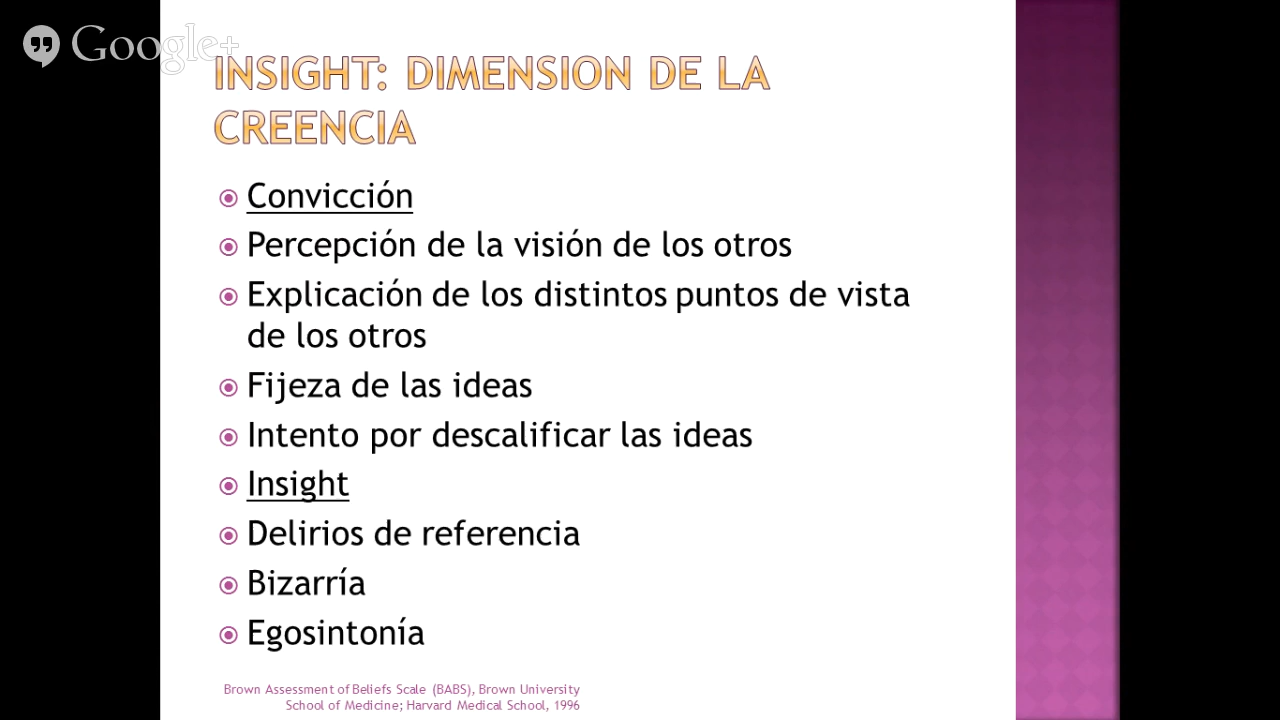 Google+
INSIGHT: DIMENSION DE LA
CREENCIA
Convicción
Percepción de la visión de los otros
Explicación de los distintos puntos de vista
de los otros
Fijeza de las ideas
Intento por descalificar las ideas
Insight
Delirios de referencia
Bizarría
Egosintonía
Brown Assessment of Beliefs Scale (BABS), Brown University
School of Medicine; Harvard Medical School, 1996